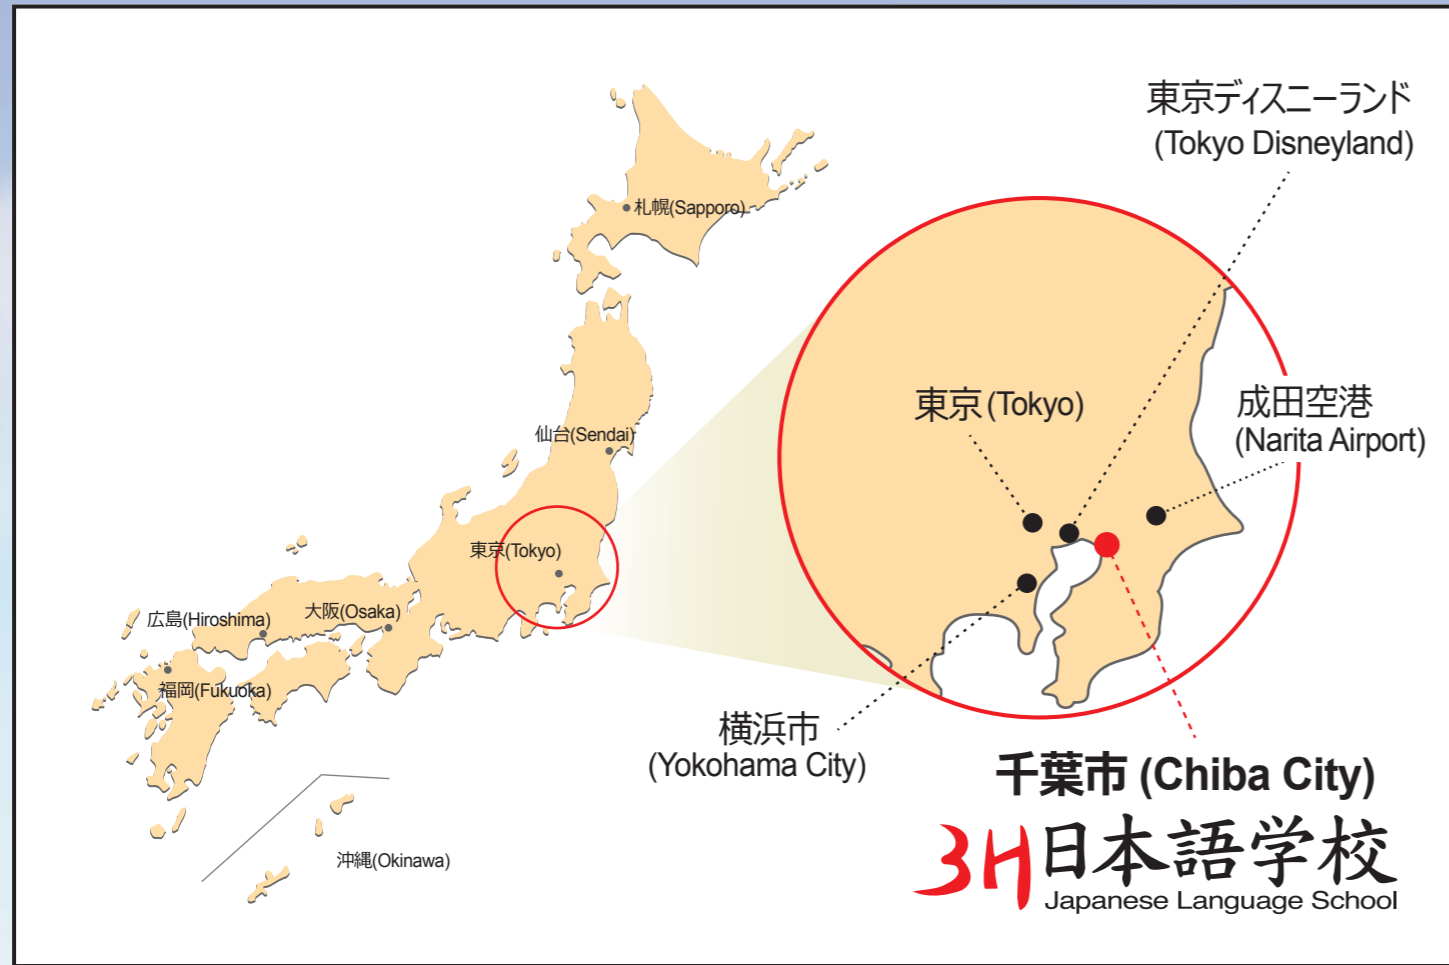 東京ディスニーランド
(Tokyo Disneyland)
札幌(Sapporo)
東京(Tokyo)
成田空港
(Narita Airport)
仙台(Sendai)
東京(Tokyo)
大阪(Osaka)
広島(Hiroshima)
福岡(Fukuoka)
横浜市
(Yokohama City)
千葉市 (Chiba City)
3H日本語学校
Japanese Language School
沖縄(Okinawa)